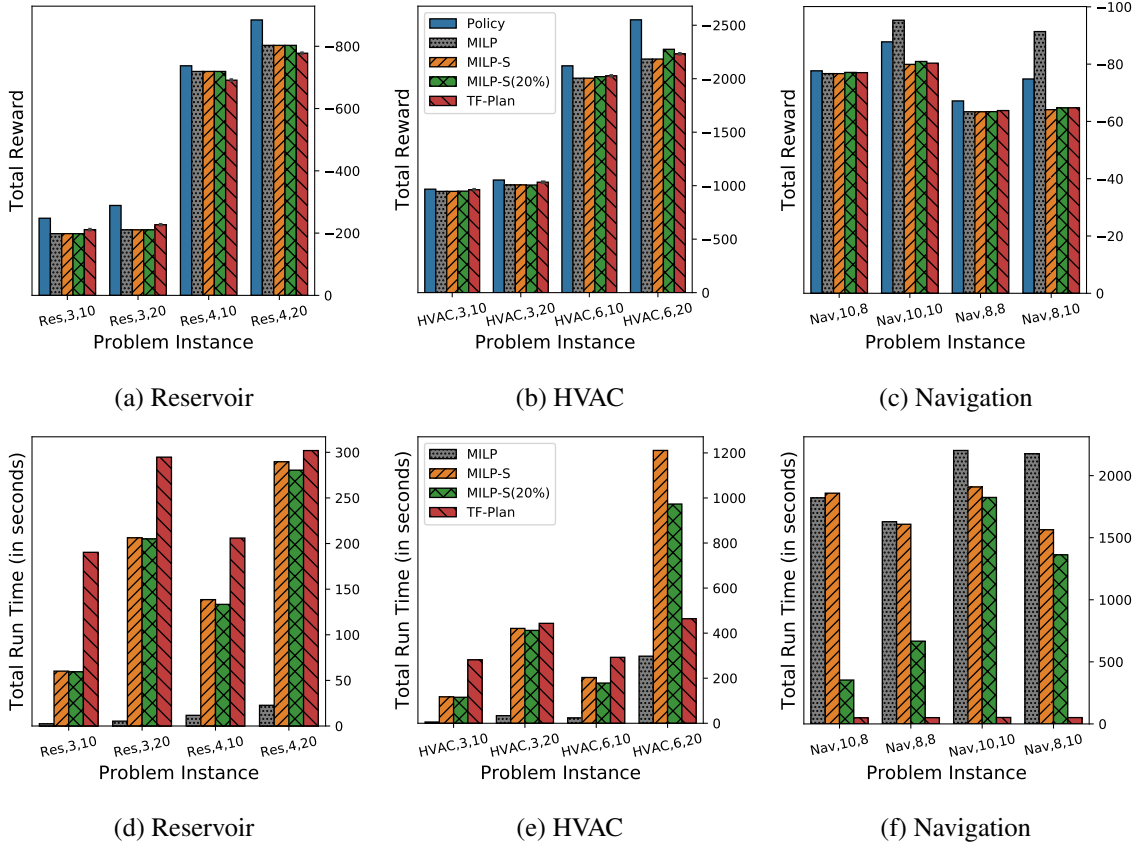 Total Reward
−800
−600
−400
−200
0
Res,3,10
Res,3,20
Res,4,10
Res,4,20
Problem Instance
(a) Reservoir
Policy
MILP
MILP-S
MILP-S(20%)
TF-Plan
Total Reward
−2500
−2000
−1500
−1000
−500
0
HVAC,3,10
HVAC,3,20
HVAC,6,10
HVAC,6,20
Problem Instance
(b) HVAC
Total Reward
−100
−80
−60
−40
−20
0
Nav,10,8
Nav,10,10
Nav,8,8
Nav,8,10
Problem Instance
(c) Navigation
Total Run Time (in seconds)
300
250
200
150
100
50
0
Res,3,10
Res,3,20
Res,4,10
Res,4,20
Problem Instance
(d) Reservoir
MILP
MILP-S
MILP-S(20%)
TF-Plan
Total Run Time (in seconds)
1200
1000
800
600
400
200
0
HVAC,3,10
HVAC,3,20
HVAC,6,10
HVAC,6,20
Problem Instance
(e) HVAC
Total Run Time (in seconds)
2000
1500
1000
500
0
Nav,10,8
Nav,8,8
Nav,10,10
Nav,8,10
Problem Instance
(f) Navigation